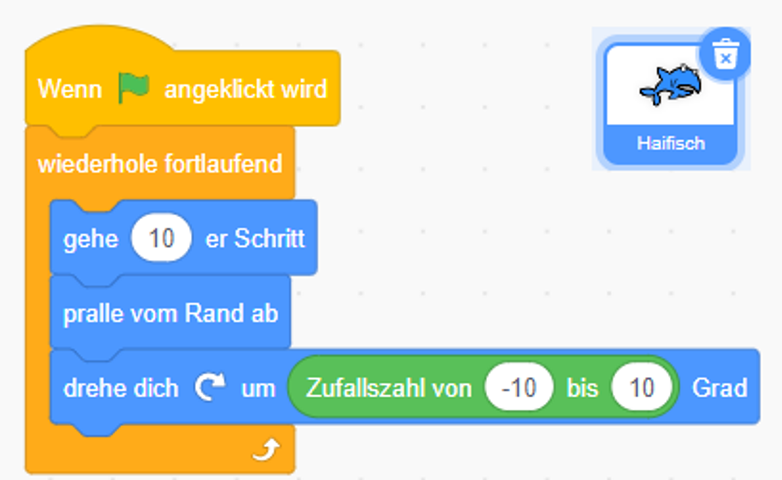 Wenn angeklickt wird
Haifisch
wiederhole fortlaufend
gehe 10 er Schritt
pralle vom Rand ab
drehe dich um Zufallszahl von -10 bis 10 Grad